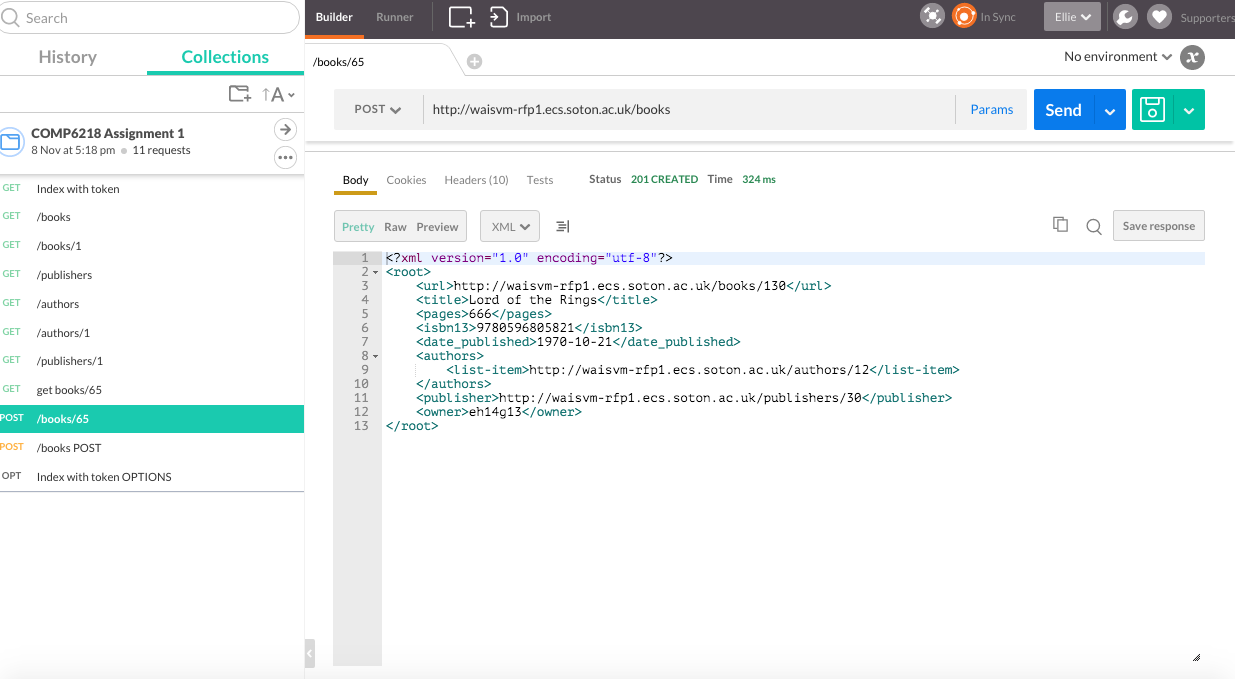 Search
Builder Runner Import In Sync Ellie Supporters
History Collections
/books/65
No environment
A
POST http://waisvm-rfp1.ecs.soton.ac.uk/books Params Send
COMP6218 Assignment 1
8 Nov at 5:18 pm 11 requests
GET Index with token
GET /books
GET /books/1
GET /publishers
GET /authors
GET /authors/1
GET /publishers/1
GET get books/65
POST /books/65
POST /books POST
OPT Index with token OPTIONS
Body Cookies Headers (10) Tests Status 201 CREATED Time 324 ms
Pretty Raw Preview XML Save response
1 <?xml version="1.0" encoding="utf-8"?>
2 <root>
3 <url>http://waisvm-rfp1.ecs.soton.ac.uk/books/130</url>
4 <title>Lord of the Rings</title>
5 <pages>666</pages>
6 <isbn13>9780596805821</isbn13>
7 <date_published>1970-10-21</date_published>
8 <authors>
9 <list-item>http://waisvm-rfp1.ecs.soton.ac.uk/authors/12</list-item>
10 </authors>
11 <publisher>http://waisvm-rfp1.ecs.soton.ac.uk/publishers/30</publisher>
12 <owner>eh14g13</owner>
13 </root>